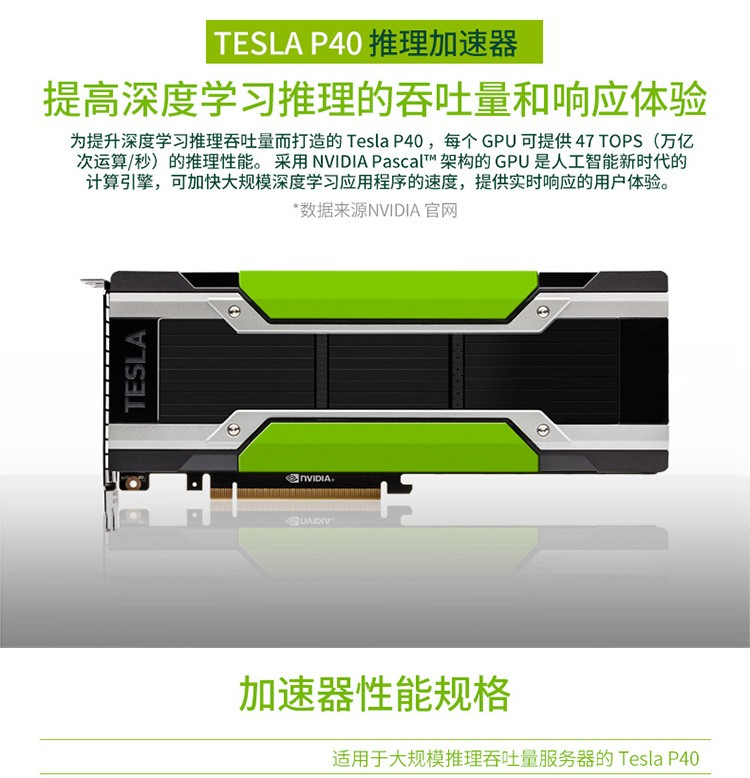 TESLA P40 推理加速器
提高深度学习推理的吞吐量和响应体验
为提升深度学习推理吞吐量而打造的 Tesla P40 ，每个 GPU 可提供 47 TOPS（万亿
次运算/秒）的推理性能。 采用 NVIDIA Pascal™ 架构的 GPU 是人工智能新时代的
计算引擎，可加快大规模深度学习应用程序的速度，提供实时响应的用户体验。
*数据来源NVIDIA 官网
TESLA
NVIDIA
加速器性能规格
适用于大规模推理吞吐量服务器的 Tesla P40